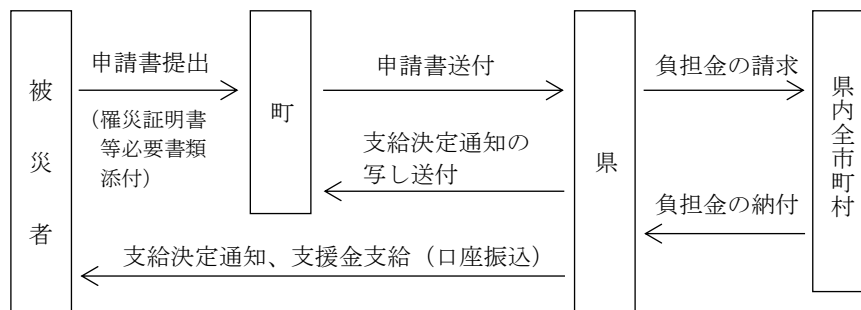 被災者
申請書提出
（罹災証明書
等必要書類
添付）
町
申請書送付
支給決定通知の
写し送付
県
負担金の請求
負担金の納付
県内全市町村
支給決定通知、支援金支給（口座振込）